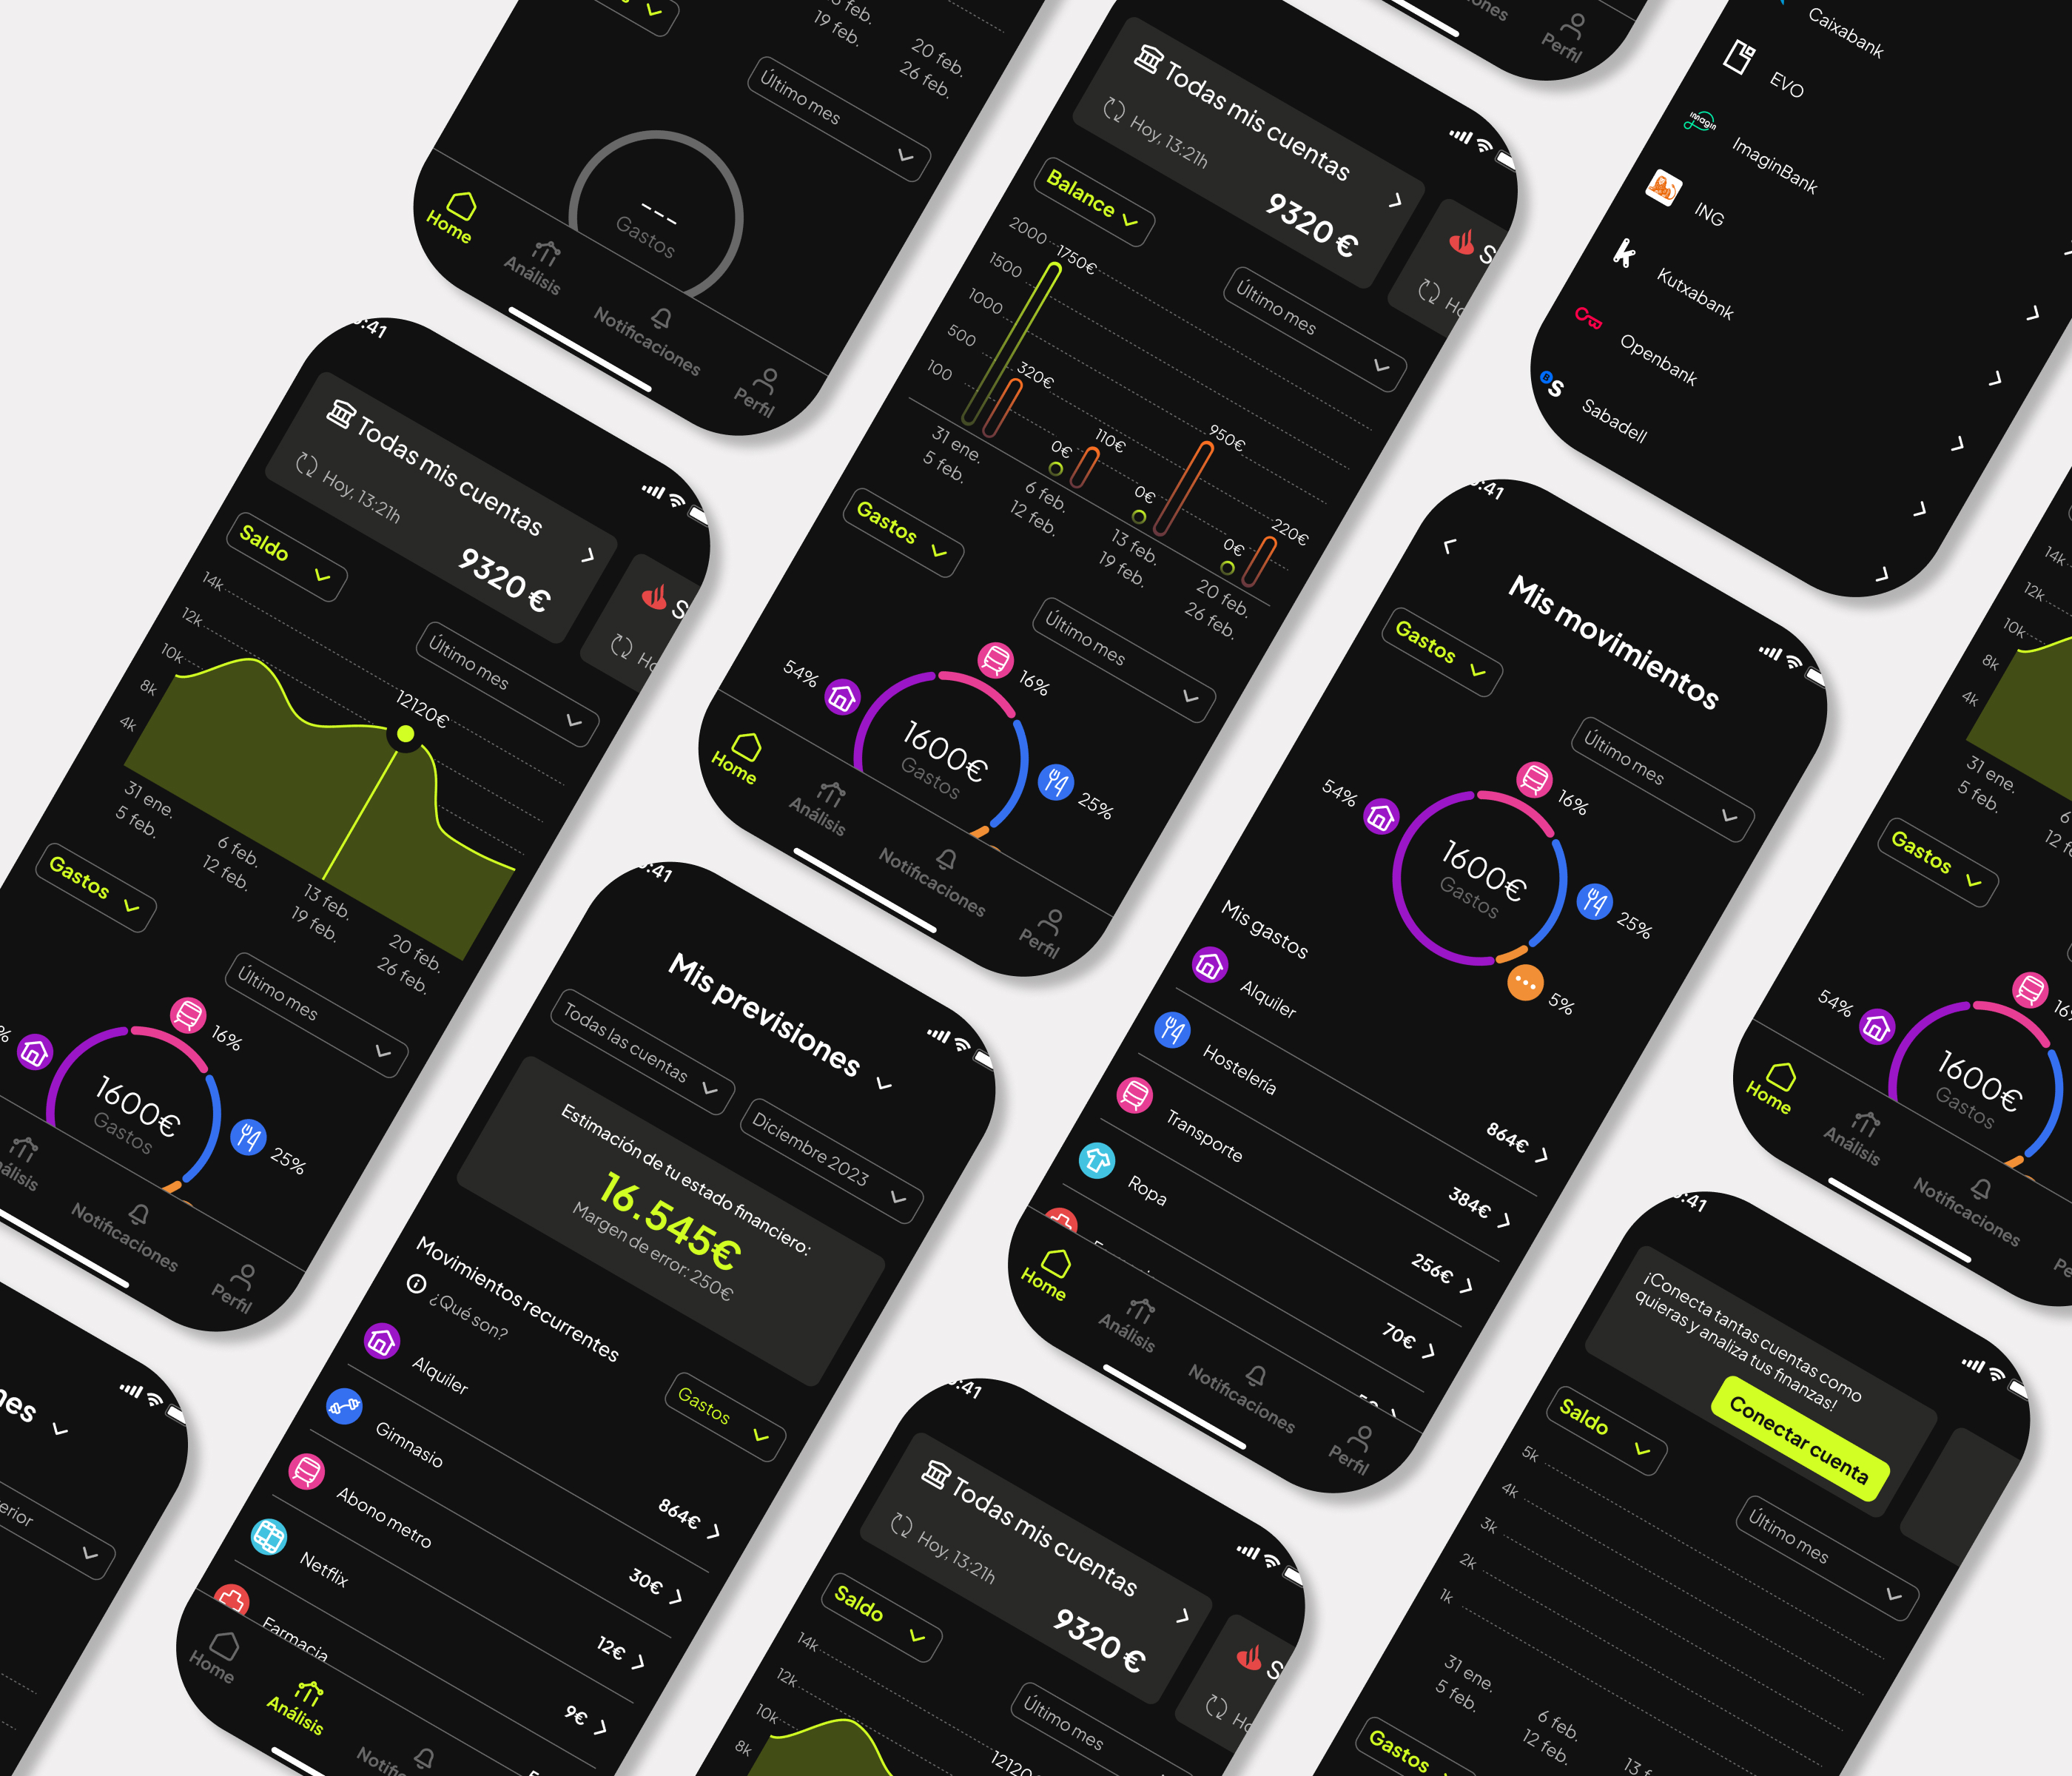 19 feb.
20 feb.
26 feb.
Último mes
---
Gastos
Home
Análisis
Notificaciones
Perfil
Todas mis cuentas
Hoy, 13:21h
9320 €
S
Balance
Último mes
2000
1500
1000
500
100
1750€
320€
0€
110€
0€
950€
0€
220€
31 ene.
5 feb.
6 feb.
12 feb.
13 feb.
19 feb.
20 feb.
26 feb.
Gastos
Último mes
54%
16%
25%
1600€
Gastos
Home
Análisis
Notificaciones
Perfil
Perfil
Caixabank
EVO
imagin
ImaginBank
ING
Kutxabank
Openbank
Sabadell
:41
Todas mis cuentas
Hoy, 13:21h
9320 €
S
Saldo
Último mes
14k
12k
10k
8k
4k
12120€
31 ene.
5 feb.
6 feb.
12 feb.
13 feb.
19 feb.
20 feb.
26 feb.
Gastos
Último mes
%
16%
25%
1600€
Gastos
Notificaciones
Perfil
:41
Mis movimientos
Gastos
Último mes
54%
16%
25%
5%
1600€
Gastos
Mis gastos
Alquiler
864€
Hostelería
384€
Transporte
256€
Ropa
70€
Home
Análisis
Notificaciones
Perfil
14k
12k
10k
8k
4k
31 ene.
5 feb.
Gastos
54%
1600€
Gastos
Home
Análisis
Notificaciones
:41
Mis previsiones
Todas las cuentas
Diciembre 2023
Estimación de tu estado financiero:
16.545€
Margen de error: 250€
Movimientos recurrentes
¿Qué son?
Gastos
Alquiler
864€
Gimnasio
30€
Abono metro
12€
Netflix
9€
Farmacia
Home
Análisis
:41
Todas mis cuentas
Hoy, 13:21h
9320 €
S
Saldo
Último mes
14k
12k
10k
8k
:41
¡Conecta tantas cuentas como
quieras y analiza tus finanzas!
Conectar cuenta
Saldo
Último mes
5k
4k
3k
2k
1k
31 ene.
5 feb.
6 feb.
12 feb.
Gastos